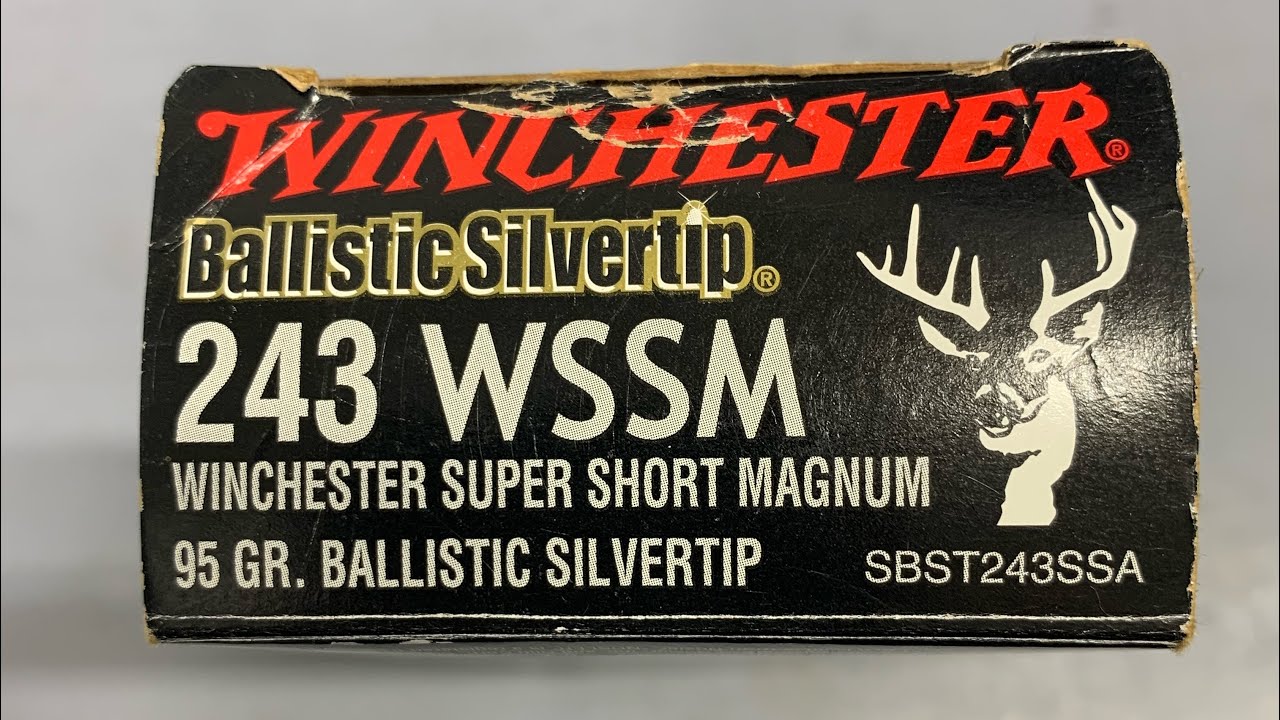 WINCHESTER®
Ballistic Silvertip®
243 WSSM
WINCHESTER SUPER SHORT MAGNUM
95 GR. BALLISTIC SILVERTIP
SBST243SSA